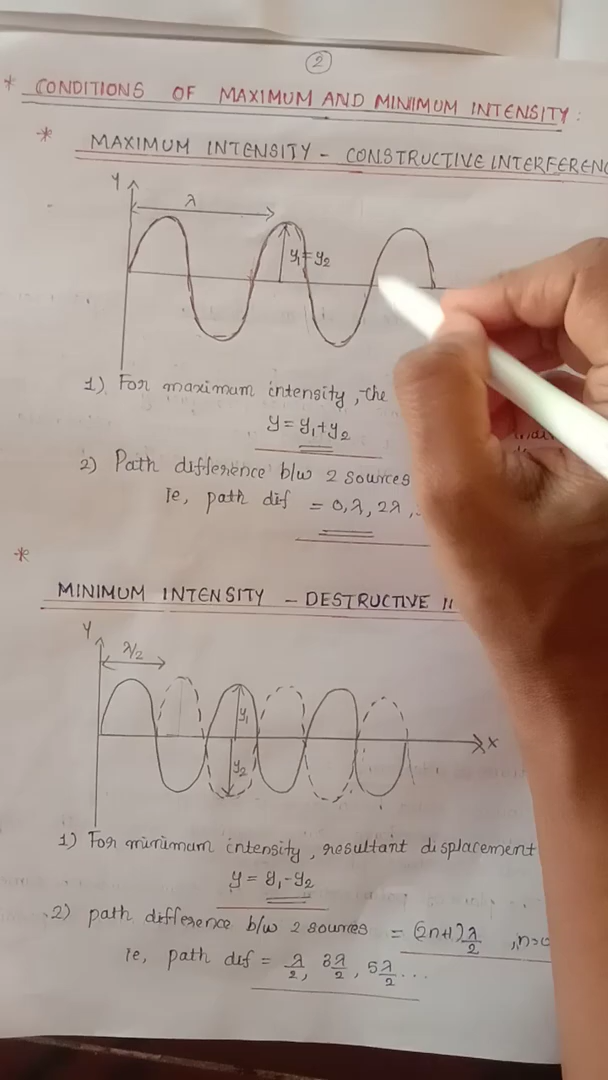 2
* CONDITIONS OF MAXIMUM AND MINIMUM INTENSITY:
* MAXIMUM INTENSITY - CONSTRUCTIVE INTERFERENC
Y
λ
y₁=y₂
1) For maximum intensity, the
y = y₁+y₂
2) Path difference b/w 2 sources
Ie, path dif = 0, λ, 2λ,
*
MINIMUM INTENSITY - DESTRUCTIVE
Y
λ/2
y₁
X
y₂
1) For minimum intensity, resultant displacement
y = y₁-y₂
2) path difference b/w 2 sources = (2n+1)λ/2 ,n=0
Ie, path dif = λ/2, 3λ/2, 5λ/2...